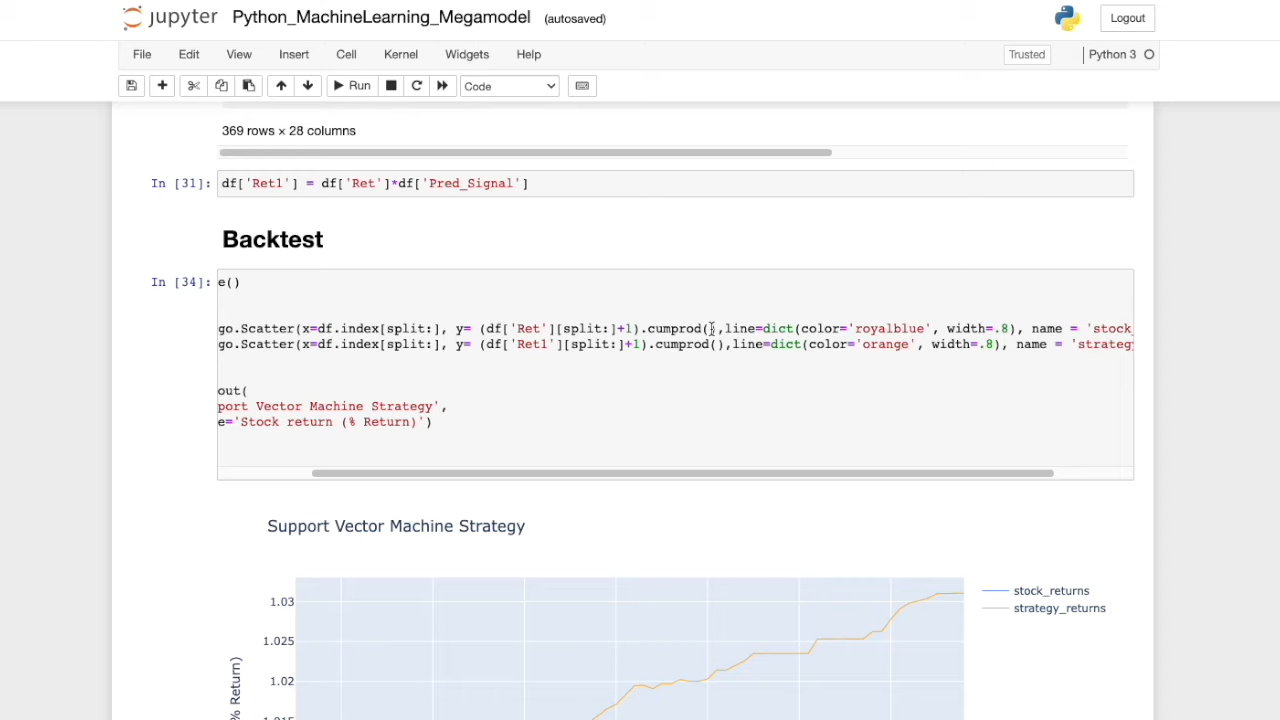 jupyter Python_MachineLearning_Megamodel (autosaved) Logout
File Edit View Insert Cell Kernel Widgets Help Trusted Python 3
Run Code
369 rows × 28 columns
In [31]: df['Ret1'] = df['Ret']*df['Pred_Signal']
Backtest
In [34]: e()
go.Scatter(x=df.index[split:], y= (df['Ret'][split:]+1).cumprod(),line=dict(color='royalblue', width=.8), name = 'stock_
go.Scatter(x=df.index[split:], y= (df['Ret1'][split:]+1).cumprod(),line=dict(color='orange', width=.8), name = 'strateg
out(
port Vector Machine Strategy',
e='Stock return (% Return)')
Support Vector Machine Strategy
1.03
1.025
1.02
% Return)
stock_returns
strategy_returns